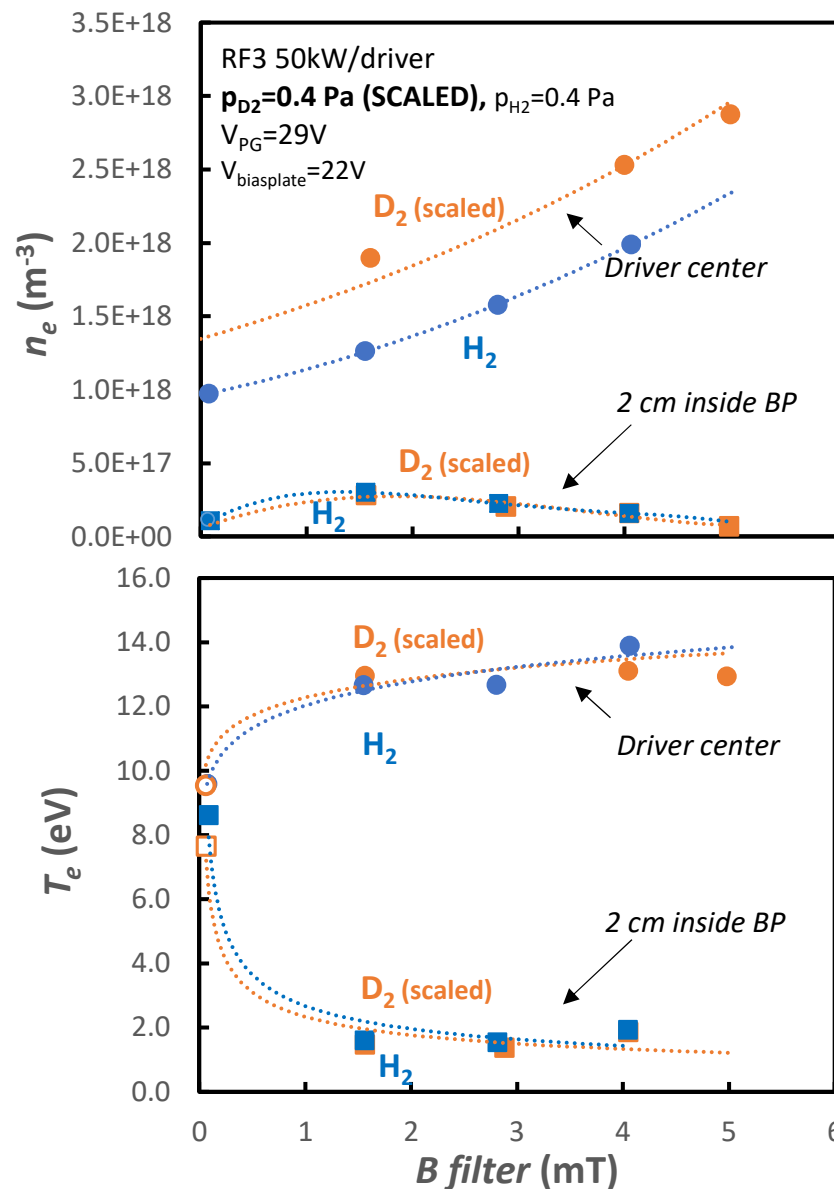 3.5E+18
3.0E+18
2.5E+18
2.0E+18
1.5E+18
1.0E+18
5.0E+17
0.0E+00
nₑ (m⁻³)
RF3 50kW/driver
p_D2=0.4 Pa (SCALED), p_H2=0.4 Pa
V_PG=29V
V_biasplate=22V
D₂ (scaled)
Driver center
H₂
2 cm inside BP
D₂ (scaled)
H₂
16.0
14.0
12.0
10.0
8.0
6.0
4.0
2.0
0.0
Tₑ (eV)
D₂ (scaled)
Driver center
H₂
2 cm inside BP
D₂ (scaled)
H₂
0 1 2 3 4 5 6
B filter (mT)